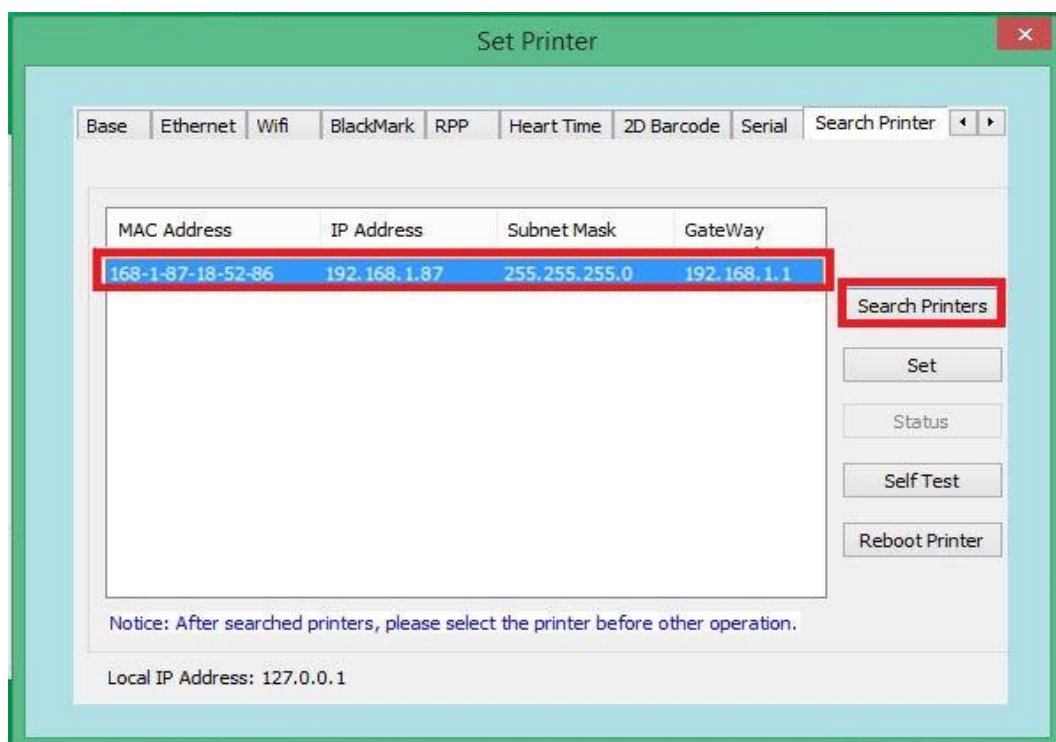 Set Printer
Base Ethernet Wifi BlackMark RPP Heart Time 2D Barcode Serial Search Printer
MAC Address IP Address Subnet Mask GateWay
168-1-87-18-52-86 192.168.1.87 255.255.255.0 192.168.1.1
Search Printers
Set
Status
Self Test
Reboot Printer
Notice: After searched printers, please select the printer before other operation.
Local IP Address: 127.0.0.1